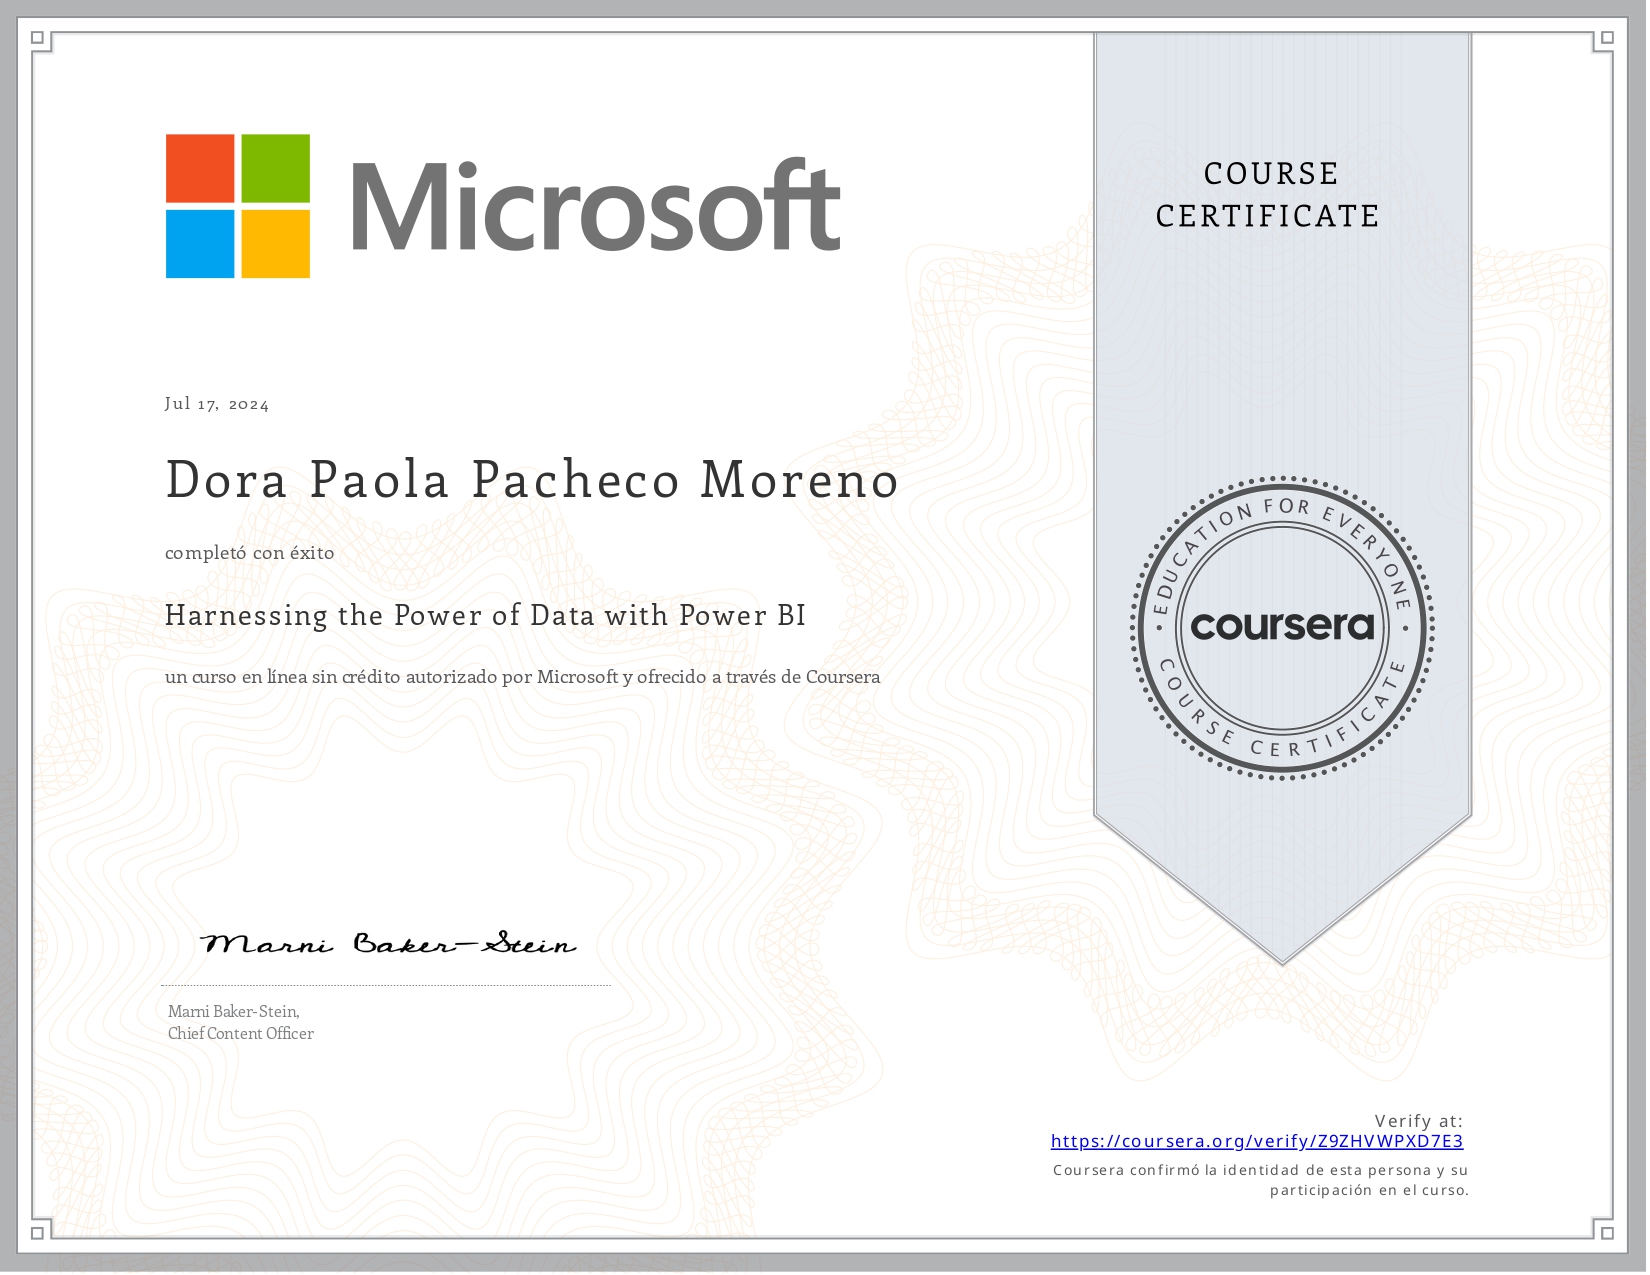 Microsoft
COURSE
CERTIFICATE
Jul 17, 2024
Dora Paola Pacheco Moreno
completó con éxito
Harnessing the Power of Data with Power BI
un curso en línea sin crédito autorizado por Microsoft y ofrecido a través de Coursera
• EDUCATION FOR EVERYONE •
coursera
COURSE CERTIFICATE
Marni Baker-Stein
Marni Baker-Stein,
Chief Content Officer
Verify at:
https://coursera.org/verify/Z9ZHVWPXD7E3
Coursera confirmó la identidad de esta persona y su
participación en el curso.